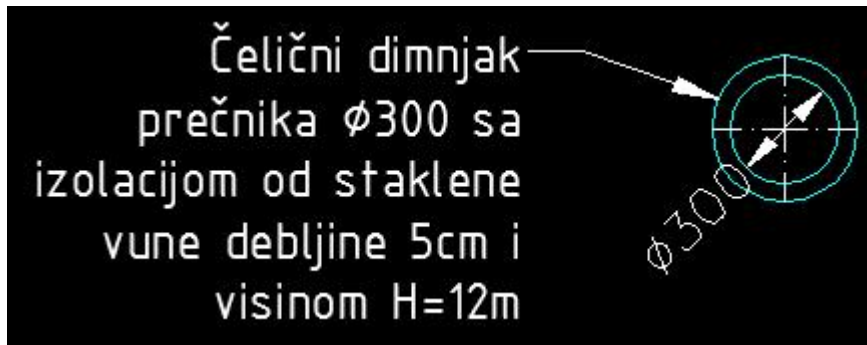 Čelični dimnjak
prečnika Ø300 sa
izolacijom od staklene
vune debljine 5cm i
visinom H=12m
Ø300